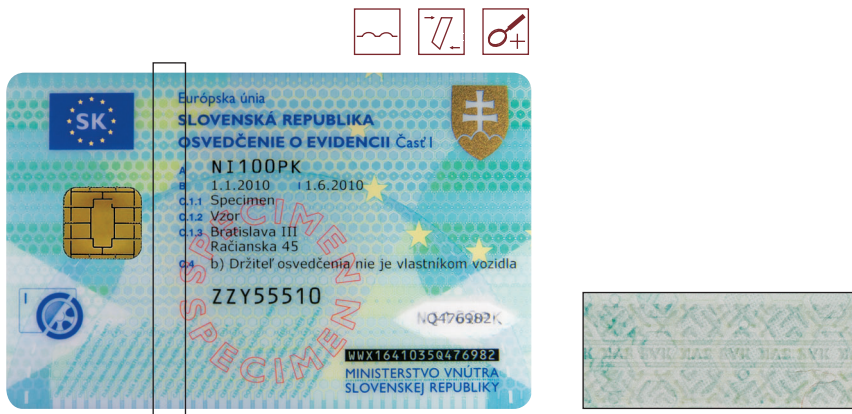 SK
Európska únia
SLOVENSKÁ REPUBLIKA
OSVEDČENIE O EVIDENCII Časť I
A NI100PK
B 1.1.2010 I 1.6.2010
C.1.1 Specimen
C.1.2 Vzor
C.1.3 Bratislava III
Račianska 45
C.4 b) Držiteľ osvedčenia nie je vlastníkom vozidla
SPECIMEN SPECIMEN
ZZY55510
I
WWX1641035Q476982
MINISTERSTVO VNÚTRA
SLOVENSKEJ REPUBLIKY